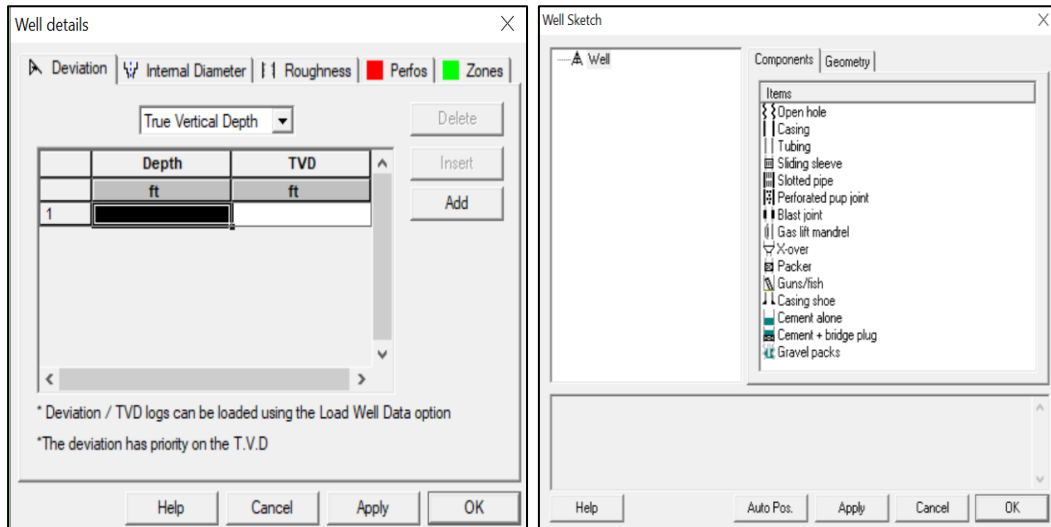 Well details
Deviation Internal Diameter Roughness Perfos Zones
True Vertical Depth
Delete
Depth TVD
Insert
ft ft
Add
1
* Deviation / TVD logs can be loaded using the Load Well Data option
*The deviation has priority on the T.V.D
Help Cancel Apply OK
Well Sketch
Well
Components Geometry
Items
Open hole
Casing
Tubing
Sliding sleeve
Slotted pipe
Perforated pup joint
Blast joint
Gas lift mandrel
X-over
Packer
Guns/fish
Casing shoe
Cement alone
Cement + bridge plug
Gravel packs
Help Auto Pos. Apply Cancel OK